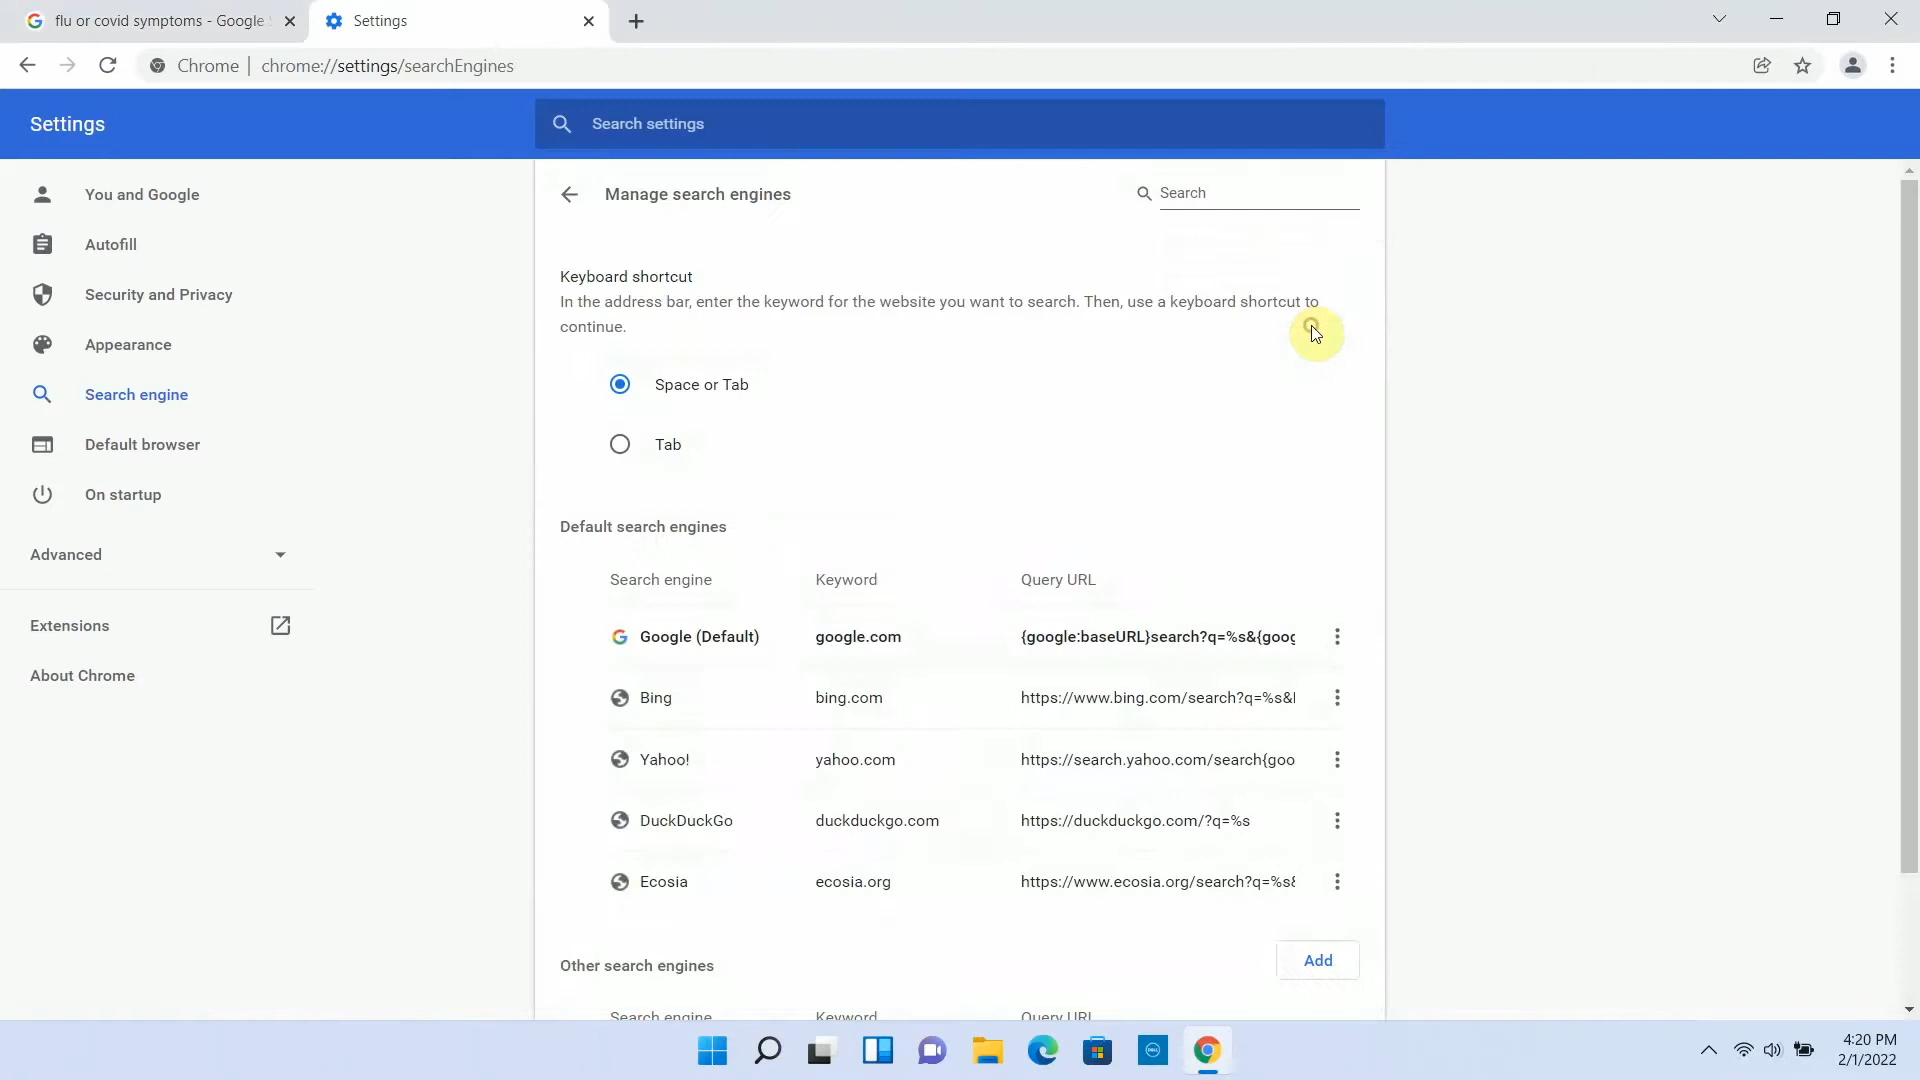 flu or covid symptoms - Google
Settings
Chrome | chrome://settings/searchEngines
Settings
Search settings
You and Google
Autofill
Security and Privacy
Appearance
Search engine
Default browser
On startup
Advanced
Extensions
About Chrome
Manage search engines
Search
Keyboard shortcut
In the address bar, enter the keyword for the website you want to search. Then, use a keyboard shortcut to
continue.
Space or Tab
Tab
Default search engines
Search engine Keyword Query URL
Google (Default) google.com {google:baseURL}search?q=%s&{goog
Bing bing.com https://www.bing.com/search?q=%s&
Yahoo! yahoo.com https://search.yahoo.com/search{goo
DuckDuckGo duckduckgo.com https://duckduckgo.com/?q=%s
Ecosia ecosia.org https://www.ecosia.org/search?q=%s&
Other search engines
Add
Search engine Keyword Query URL
4:20 PM
2/1/2022